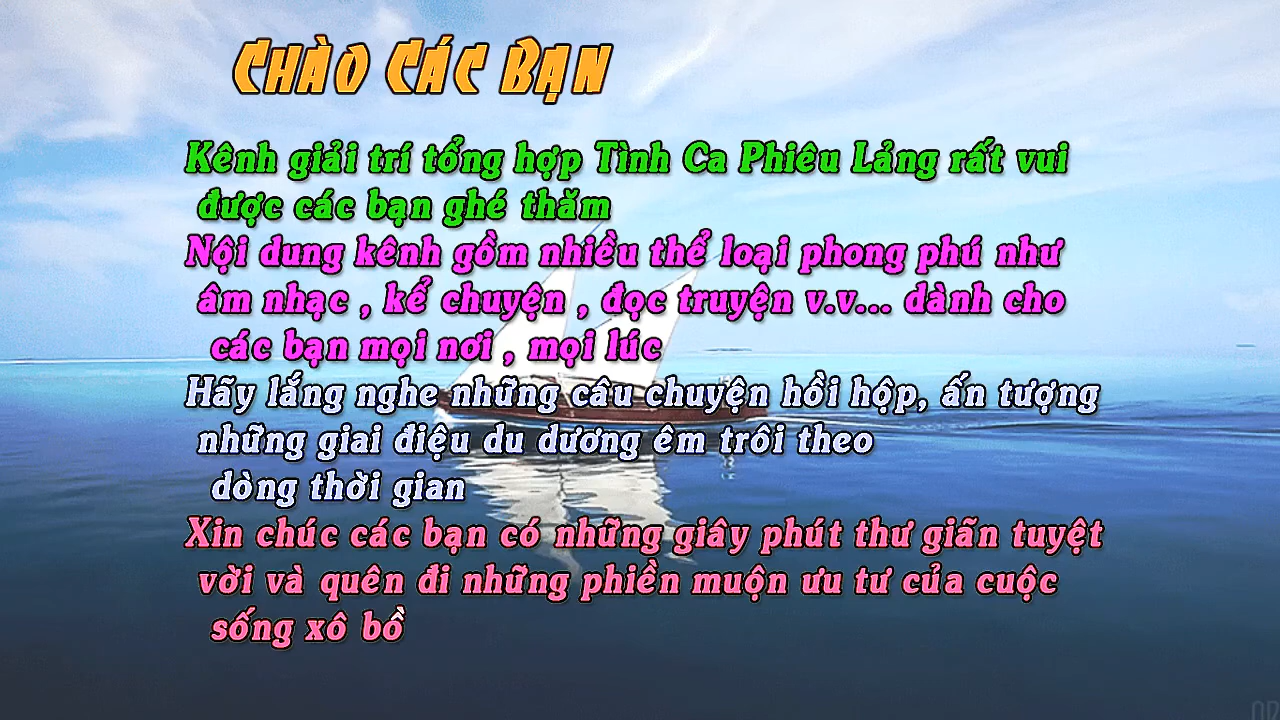 CHÀO CÁC BẠN
Kênh giải trí tổng hợp Tình Ca Phiêu Lảng rất vui
được các bạn ghé thăm
Nội dung kênh gồm nhiều thể loại phong phú như
âm nhạc , kể chuyện , đọc truyện v.v... dành cho
các bạn mọi nơi , mọi lúc
Hãy lắng nghe những câu chuyện hồi hộp, ấn tượng
những giai điệu du dương êm trôi theo
dòng thời gian
Xin chúc các bạn có những giây phút thư giãn tuyệt
vời và quên đi những phiền muộn ưu tư của cuộc
sống xô bồ